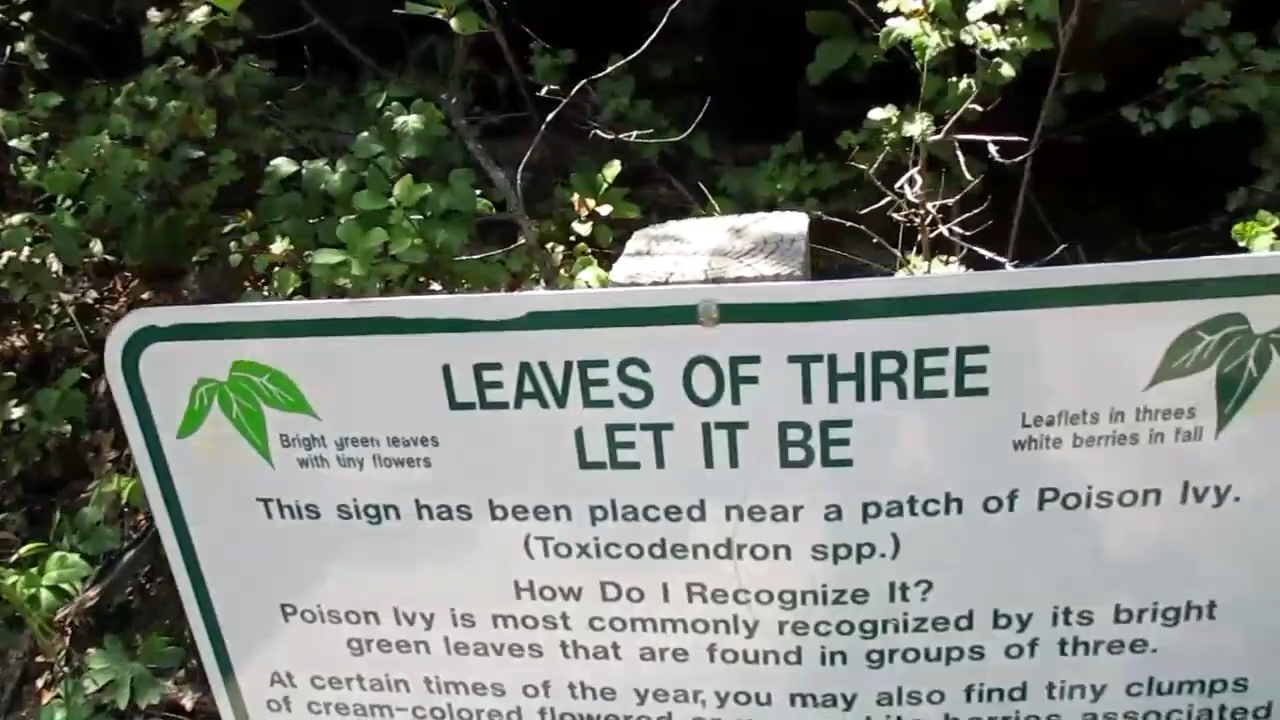 LEAVES OF THREE
LET IT BE
Bright green leaves
with tiny flowers
Leaflets in threes
white berries in fall
This sign has been placed near a patch of Poison Ivy.
(Toxicodendron spp.)
How Do I Recognize It?
Poison Ivy is most commonly recognized by its bright
green leaves that are found in groups of three.
At certain times of the year, you may also find tiny clumps
of cream-colored flowered berries associated